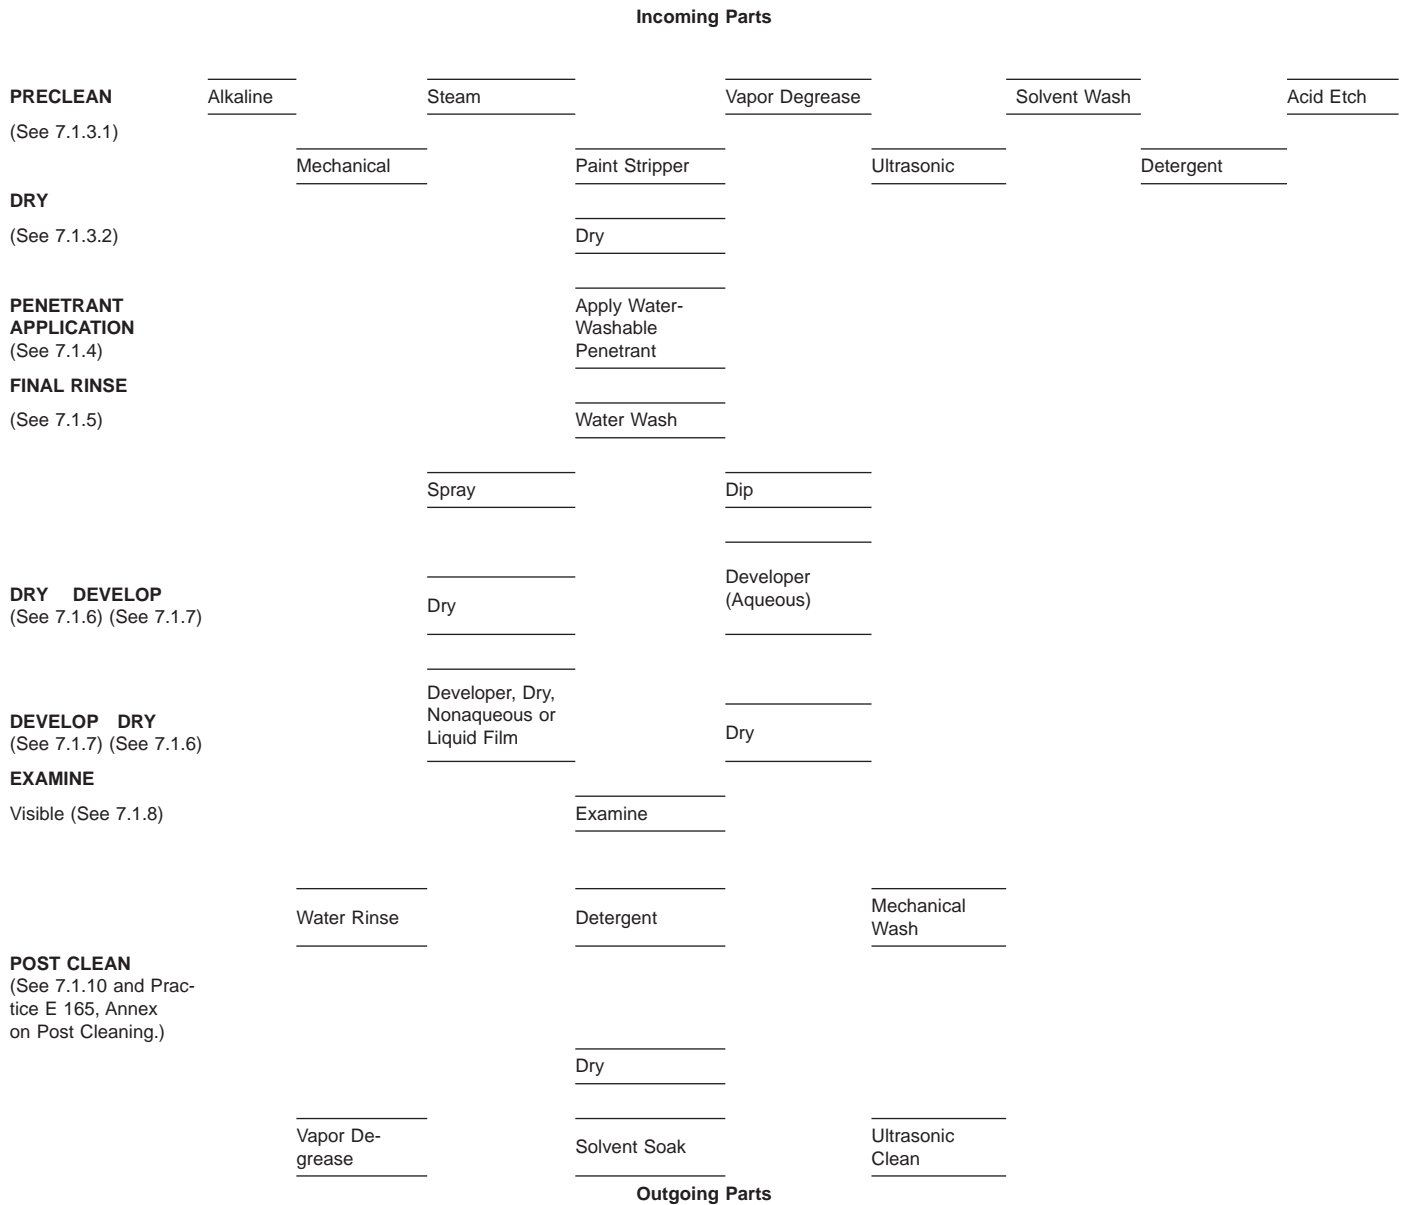 Incoming Parts
PRECLEAN Alkaline Steam Vapor Degrease Solvent Wash Acid Etch
(See 7.1.3.1)
Mechanical Paint Stripper Ultrasonic Detergent
DRY
(See 7.1.3.2) Dry
PENETRANT Apply Water-
APPLICATION Washable
(See 7.1.4) Penetrant
FINAL RINSE
(See 7.1.5) Water Wash
Spray Dip
Developer
(Aqueous)
DRY DEVELOP
(See 7.1.6) (See 7.1.7)
Dry
Developer, Dry,
Nonaqueous or
Liquid Film
DEVELOP DRY
(See 7.1.7) (See 7.1.6)
Dry
EXAMINE
Visible (See 7.1.8) Examine
Water Rinse Detergent
Mechanical
Wash
POST CLEAN
(See 7.1.10 and Prac-
tice E 165, Annex
on Post Cleaning.)
Dry
Vapor De-
grease
Solvent Soak
Ultrasonic
Clean
Outgoing Parts